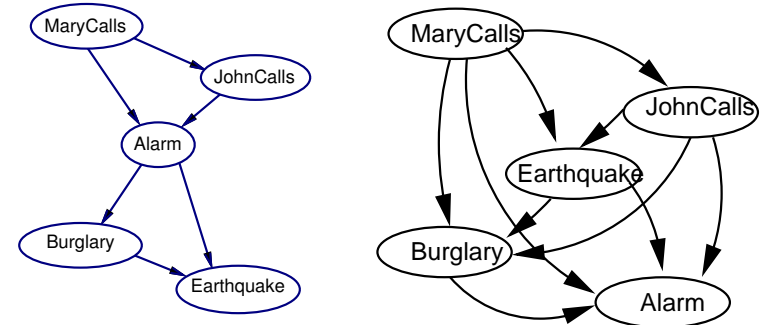 MaryCalls
JohnCalls
Alarm
Burglary
Earthquake
MaryCalls
JohnCalls
Earthquake
Burglary
Alarm